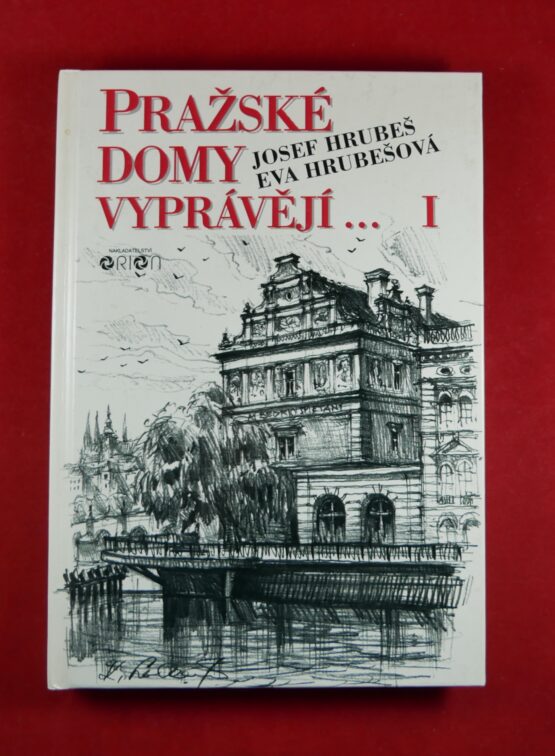 PRAŽSKÉ
DOMY
VYPRÁVĚJÍ ... I
JOSEF HRUBEŠ
EVA HRUBEŠOVÁ
NAKLADATELSTVÍ
ORION